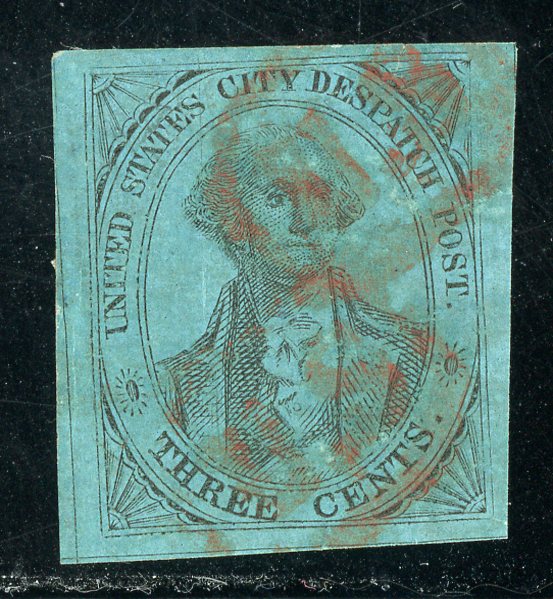 UNITED STATES CITY DESPATCH POST.
THREE CENTS.